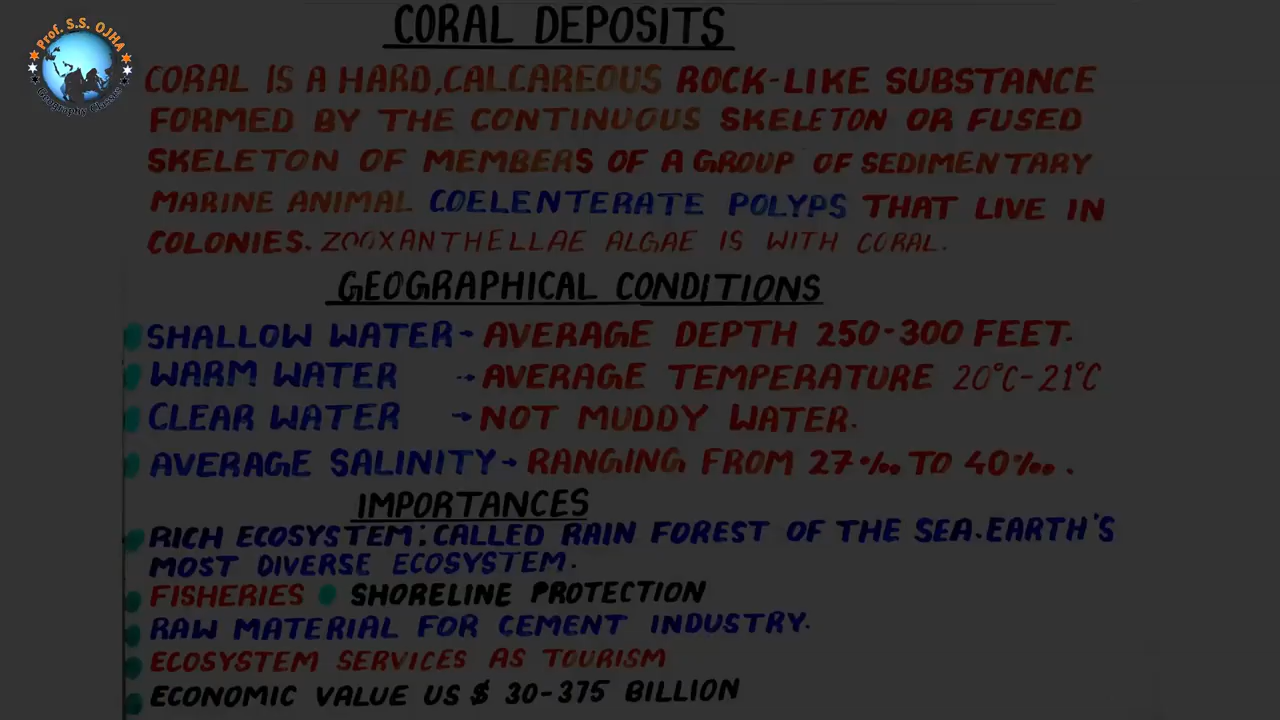 CORAL DEPOSITS
Prof. S.S. OJHA
Geography Classes
CORAL IS A HARD, CALCAREOUS ROCK-LIKE SUBSTANCE
FORMED BY THE CONTINUOUS SKELETON OR FUSED
SKELETON OF MEMBERS OF A GROUP OF SEDIMENTARY
MARINE ANIMAL COELENTERATE POLYPS THAT LIVE IN
COLONIES. ZOOXANTHELLAE ALGAE IS WITH CORAL.
GEOGRAPHICAL CONDITIONS
SHALLOW WATER → AVERAGE DEPTH 250-300 FEET.
WARM WATER → AVERAGE TEMPERATURE 20°C-21°C
CLEAR WATER → NOT MUDDY WATER.
AVERAGE SALINITY → RANGING FROM 27‰ TO 40‰.
IMPORTANCES
RICH ECOSYSTEM: CALLED RAIN FOREST OF THE SEA. EARTH'S
MOST DIVERSE ECOSYSTEM.
FISHERIES ● SHORELINE PROTECTION
RAW MATERIAL FOR CEMENT INDUSTRY.
ECOSYSTEM SERVICES AS TOURISM
ECONOMIC VALUE US $ 30-375 BILLION